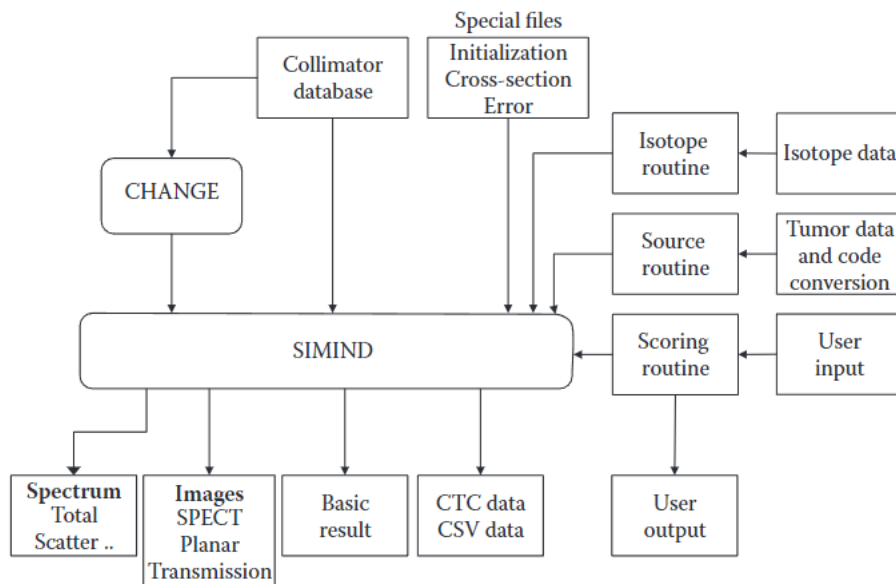 Special files
Collimator
database
Initialization
Cross-section
Error
Isotope
routine
Isotope data
CHANGE
Source
routine
Tumor data
and code
conversion
SIMIND
Scoring
routine
User
input
Spectrum
Total
Scatter ..
Images
SPECT
Planar
Transmission
Basic
result
CTC data
CSV data
User
output